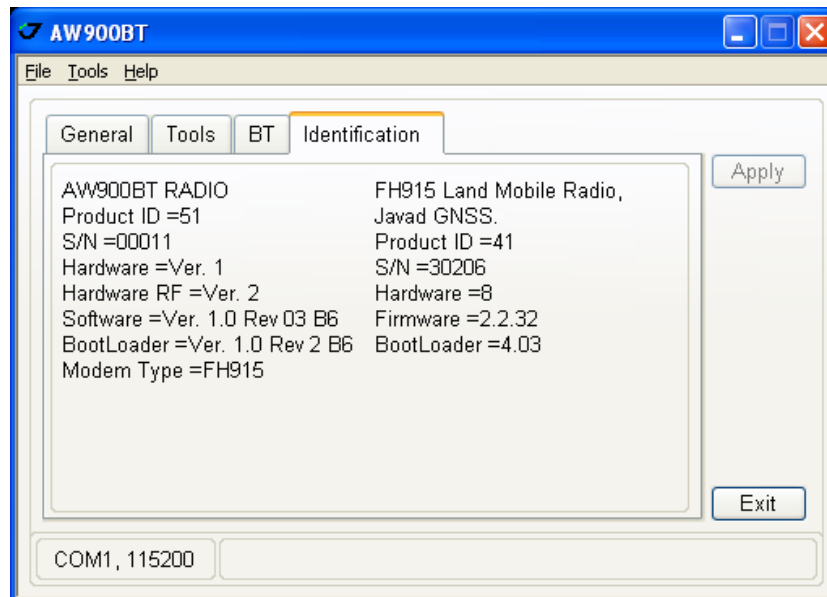 AW900BT
File Tools Help
General Tools BT Identification
AW900BT RADIO
Product ID =51
S/N =00011
Hardware =Ver. 1
Hardware RF =Ver. 2
Software =Ver. 1.0 Rev 03 B6
BootLoader =Ver. 1.0 Rev 2 B6
Modem Type =FH915
FH915 Land Mobile Radio,
Javad GNSS.
Product ID =41
S/N =30206
Hardware =8
Firmware =2.2.32
BootLoader =4.03
Apply
Exit
COM1, 115200